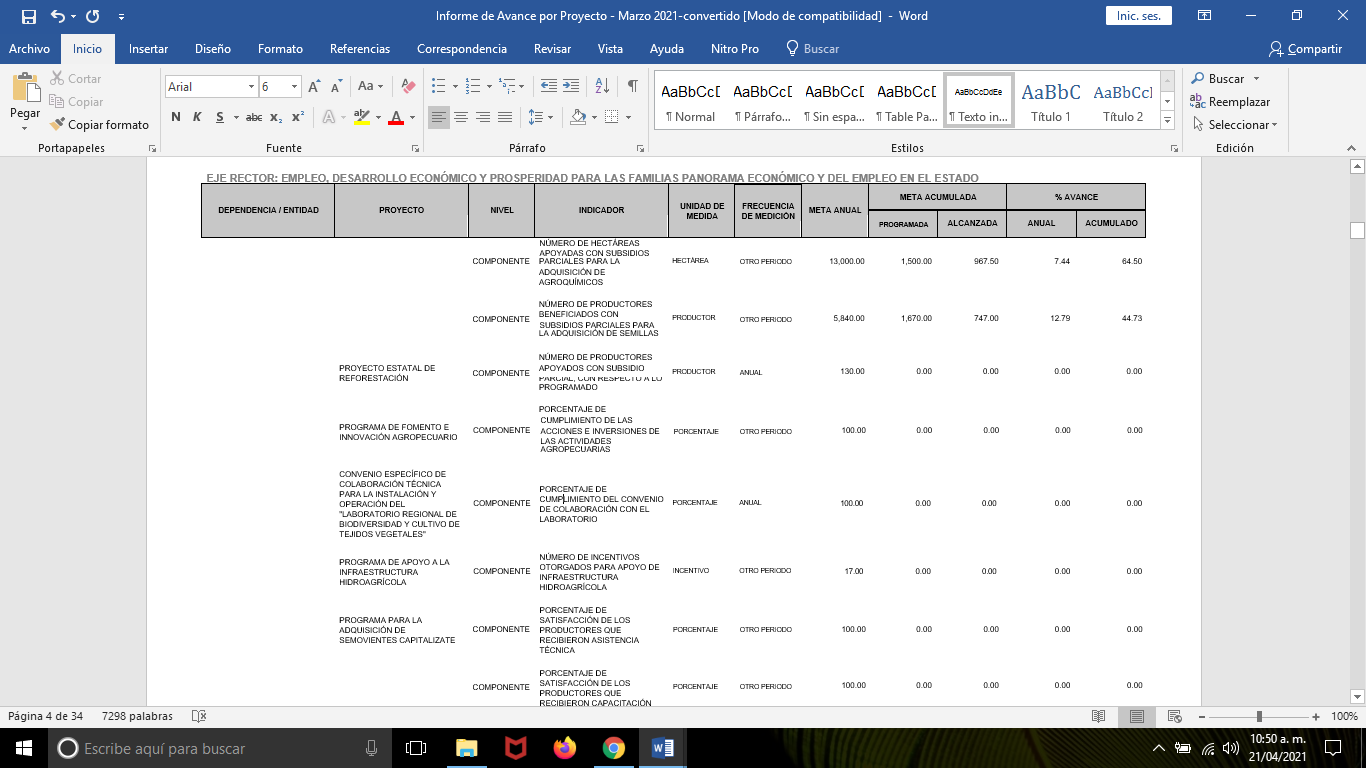 Informe de Avance por Proyecto - Marzo 2021-convertido [Modo de compatibilidad] - Word
Inic. ses.
Archivo Inicio Insertar Diseño Formato Referencias Correspondencia Revisar Vista Ayuda Nitro Pro Buscar Compartir
Pegar
Cortar
Copiar
Copiar formato
Portapapeles
Arial 6
Aa
N K S abc x₂ x² A A
Fuente
Párrafo
AaBbCcD AaBbCcD AaBbCcD AaBbCcD AaBbCcDdEe AaBbC AaBbCcI
¶ Normal ¶ Párrafo... ¶ Sin espa... ¶ Table Pa... ¶ Texto in... Título 1 Título 2
Estilos
Buscar
Reemplazar
Seleccionar
Edición
EJE RECTOR: EMPLEO, DESARROLLO ECONÓMICO Y PROSPERIDAD PARA LAS FAMILIAS PANORAMA ECONÓMICO Y DEL EMPLEO EN EL ESTADO
DEPENDENCIA / ENTIDAD PROYECTO NIVEL INDICADOR UNIDAD DE MEDIDA FRECUENCIA DE MEDICIÓN META ANUAL META ACUMULADA % AVANCE
PROGRAMADA ALCANZADA ANUAL ACUMULADO
NÚMERO DE HECTÁREAS
APOYADAS CON SUBSIDIOS
COMPONENTE PARCIALES PARA LA HECTÁREA OTRO PERIODO 13,000.00 1,500.00 967.50 7.44 64.50
ADQUISICIÓN DE
AGROQUÍMICOS
NÚMERO DE PRODUCTORES
BENEFICIADOS CON
COMPONENTE SUBSIDIOS PARCIALES PARA PRODUCTOR OTRO PERIODO 5,840.00 1,670.00 747.00 12.79 44.73
LA ADQUISICIÓN DE SEMILLAS
NÚMERO DE PRODUCTORES
PROYECTO ESTATAL DE COMPONENTE APOYADOS CON SUBSIDIO PRODUCTOR ANUAL 130.00 0.00 0.00 0.00 0.00
REFORESTACIÓN PARCIAL, CON RESPECTO A LO
PROGRAMADO
PORCENTAJE DE
CUMPLIMIENTO DE LAS
PROGRAMA DE FOMENTO E COMPONENTE ACCIONES E INVERSIONES DE PORCENTAJE OTRO PERIODO 100.00 0.00 0.00 0.00 0.00
INNOVACIÓN AGROPECUARIO LAS ACTIVIDADES
AGROPECUARIAS
CONVENIO ESPECÍFICO DE
COLABORACIÓN TÉCNICA PORCENTAJE DE
PARA LA INSTALACIÓN Y CUMPLIMIENTO DEL CONVENIO
OPERACIÓN DEL COMPONENTE DE COLABORACIÓN CON EL PORCENTAJE ANUAL 100.00 0.00 0.00 0.00 0.00
"LABORATORIO REGIONAL DE LABORATORIO
BIODIVERSIDAD Y CULTIVO DE
TEJIDOS VEGETALES"
NÚMERO DE INCENTIVOS
PROGRAMA DE APOYO A LA OTORGADOS PARA APOYO DE
INFRAESTRUCTURA COMPONENTE INFRAESTRUCTURA INCENTIVO OTRO PERIODO 17.00 0.00 0.00 0.00 0.00
HIDROAGRÍCOLA HIDROAGRÍCOLA
PORCENTAJE DE
PROGRAMA PARA LA SATISFACCIÓN DE LOS
ADQUISICIÓN DE COMPONENTE PRODUCTORES QUE PORCENTAJE OTRO PERIODO 100.00 0.00 0.00 0.00 0.00
SEMOVIENTES CAPITALIZATE RECIBIERON ASISTENCIA
TÉCNICA
PORCENTAJE DE
SATISFACCIÓN DE LOS
COMPONENTE PRODUCTORES QUE PORCENTAJE OTRO PERIODO 100.00 0.00 0.00 0.00 0.00
RECIBIERON CAPACITACIÓN
Página 4 de 34 7298 palabras 100%
Escribe aquí para buscar
10:50 a. m.
21/04/2021